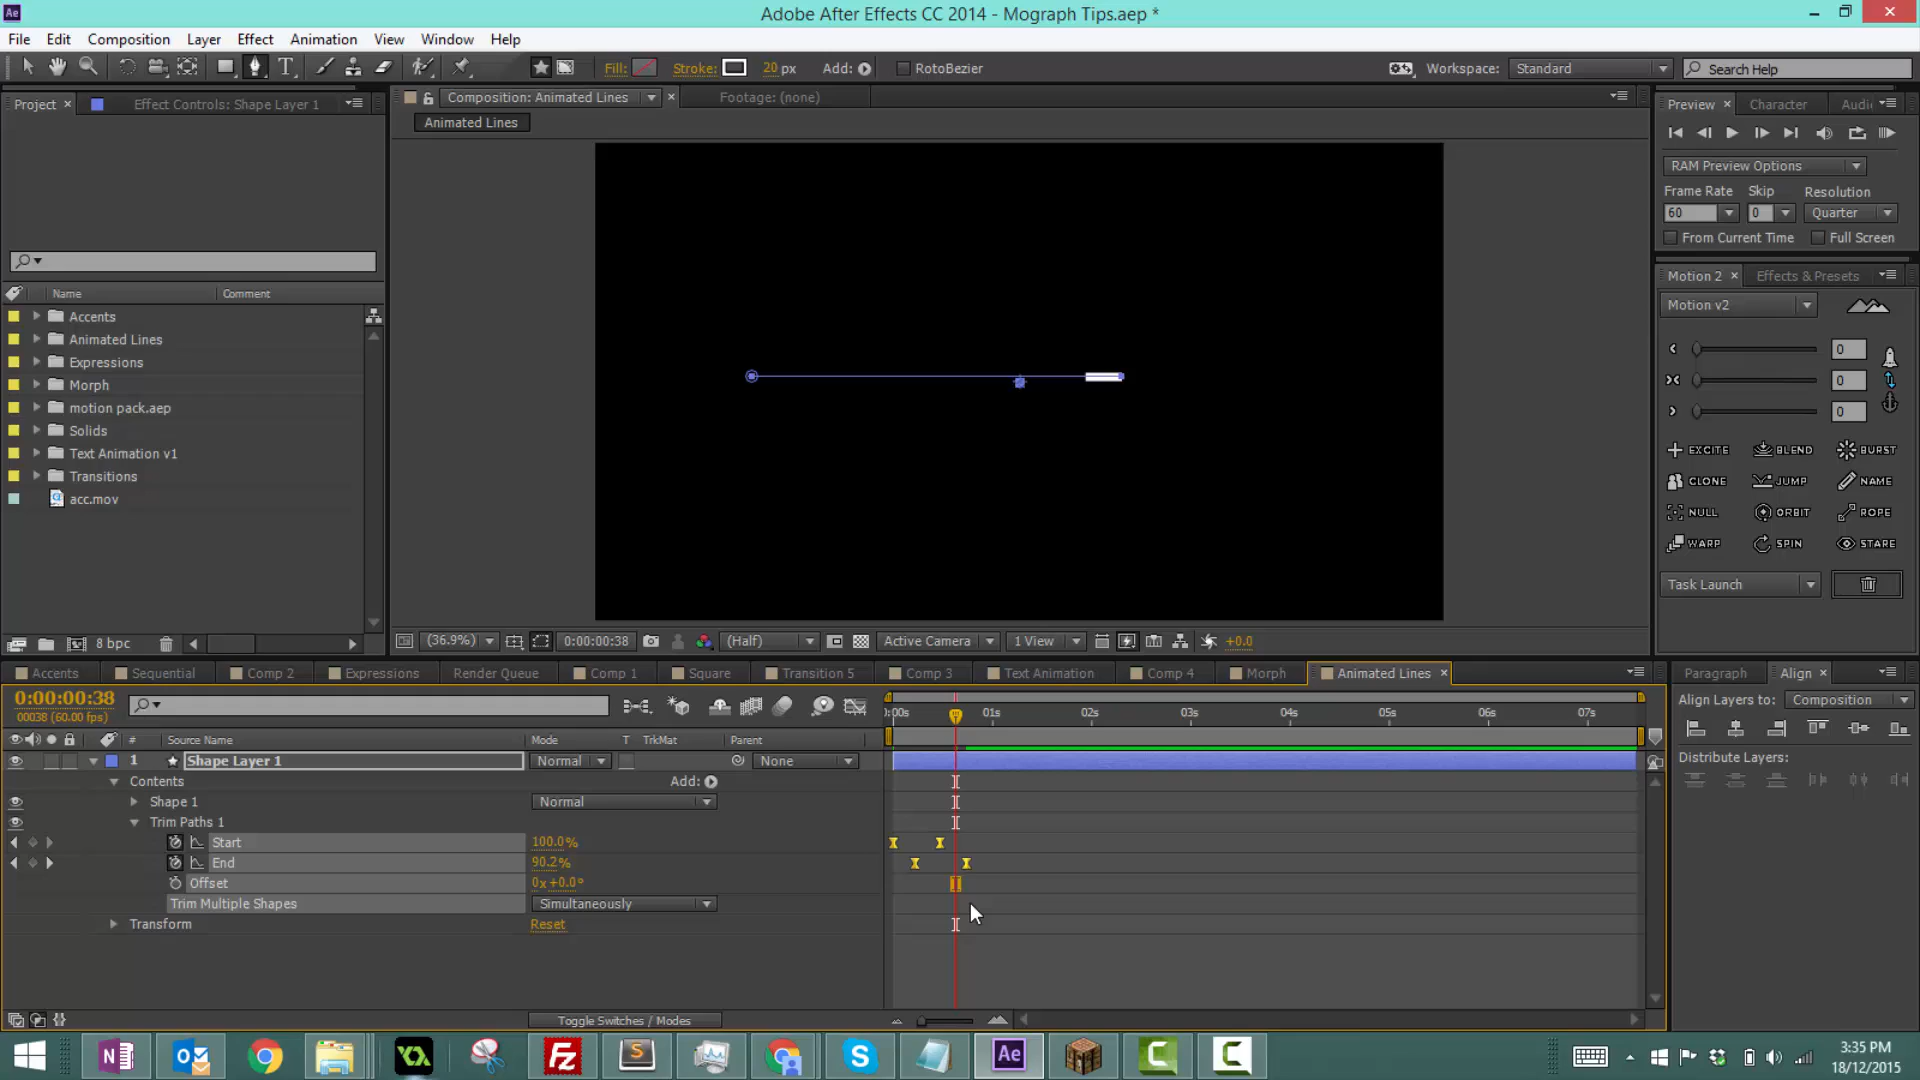 Adobe After Effects CC 2014 - Mograph Tips.aep *
File Edit Composition Layer Effect Animation View Window Help
Fill: Stroke: 20 px Add: RotoBezier Workspace: Standard Search Help
Project Effect Controls: Shape Layer 1 Composition: Animated Lines Footage: (none) Preview Character Audi
Animated Lines
RAM Preview Options
Frame Rate Skip Resolution
60 0 Quarter
From Current Time Full Screen
Motion 2 Effects & Presets
Motion v2
0
0
0
EXCITE BLEND BURST
CLONE JUMP NAME
NULL ORBIT ROPE
WARP SPIN STARE
Task Launch
Name Comment
Accents
Animated Lines
Expressions
Morph
motion pack.aep
Solids
Text Animation v1
Transitions
acc.mov
8 bpc (36.9%) 0:00:00:38 (Half) Active Camera 1 View +0.0
Accents Sequential Comp 2 Expressions Render Queue Comp 1 Square Transition 5 Comp 3 Text Animation Comp 4 Morph Animated Lines Paragraph Align
0:00:00:38
00038 (60.00 fps)
:00s 01s 02s 03s 04s 05s 06s 07s
Align Layers to: Composition
Distribute Layers:
# Source Name Mode T TrkMat Parent
1 Shape Layer 1 Normal None
Contents Add:
Shape 1 Normal
Trim Paths 1
Start 100.0%
End 90.2%
Offset 0x +0.0°
Trim Multiple Shapes Simultaneously
Transform Reset
Toggle Switches / Modes
3:35 PM
18/12/2015